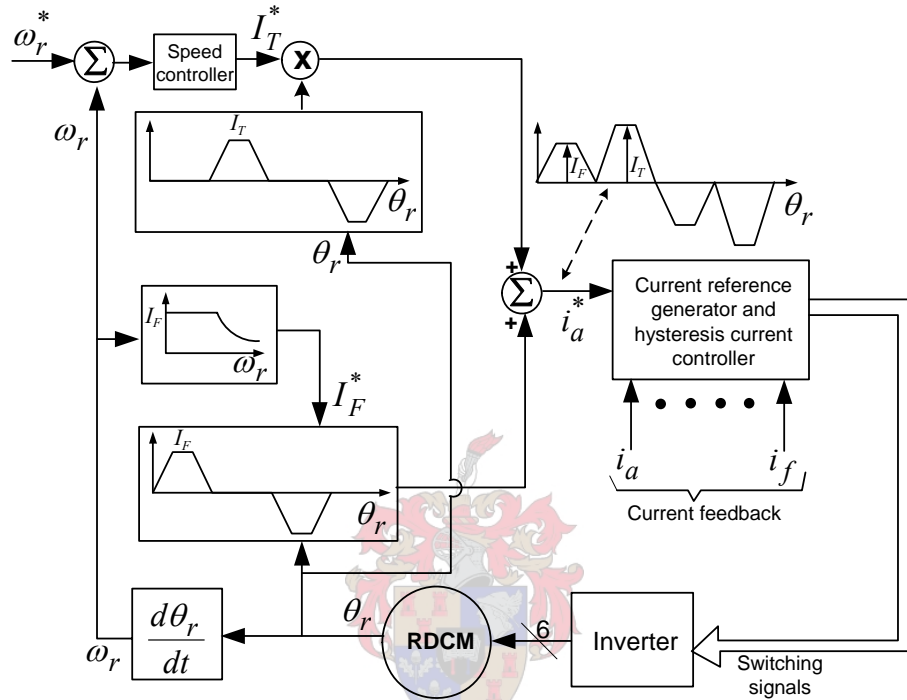 ω_r^*
Σ
Speed
controller
I_T^*
X
ω_r
I_T
θ_r
θ_r
I_F
I_T
θ_r
+
Σ
+
i_a^*
Current reference
generator and
hysteresis current
controller
I_F
ω_r
I_F^*
i_a
i_f
Current feedback
I_F
θ_r
dθ_r
dt
ω_r
θ_r
RDCM
6
Inverter
Switching
signals